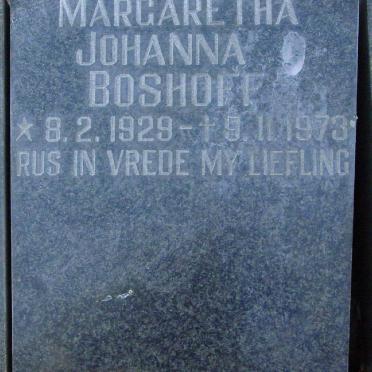 MARGARETHA
JOHANNA
BOSHOFF
* 8.2.1929 - † 9.11.1973
RUS IN VREDE MY LIEFLING